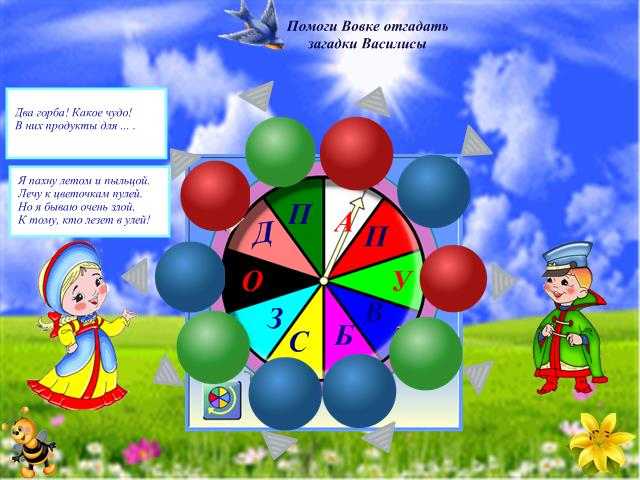 Помоги Вовке отгадать
загадки Василисы
Два горба! Какое чудо!
В них продукты для ... .
Я пахну летом и пыльцой.
Лечу к цветочкам пулей.
Но я бываю очень злой.
К тому, кто лезет в улей!
П
А
Д
П
О
У
З
В
С
Б